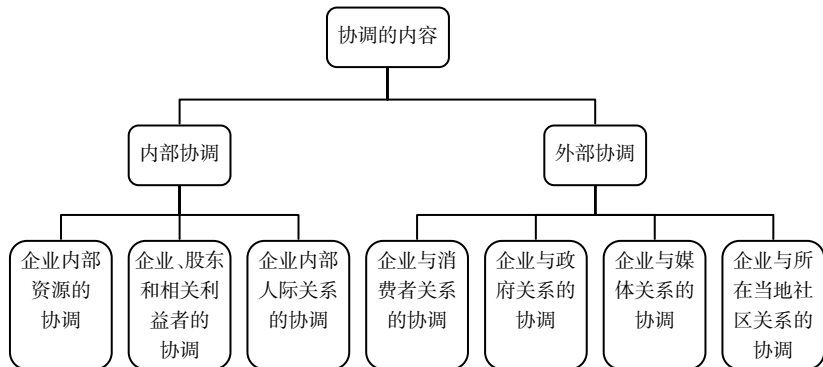 协调的内容
内部协调
外部协调
企业内部
资源的
协调
企业、股东
和相关利
益者的
协调
企业内部
人际关系
的协调
企业与消
费者关系
的协调
企业与政
府关系的
协调
企业与媒
体关系的
协调
企业与所
在当地社
区关系的
协调